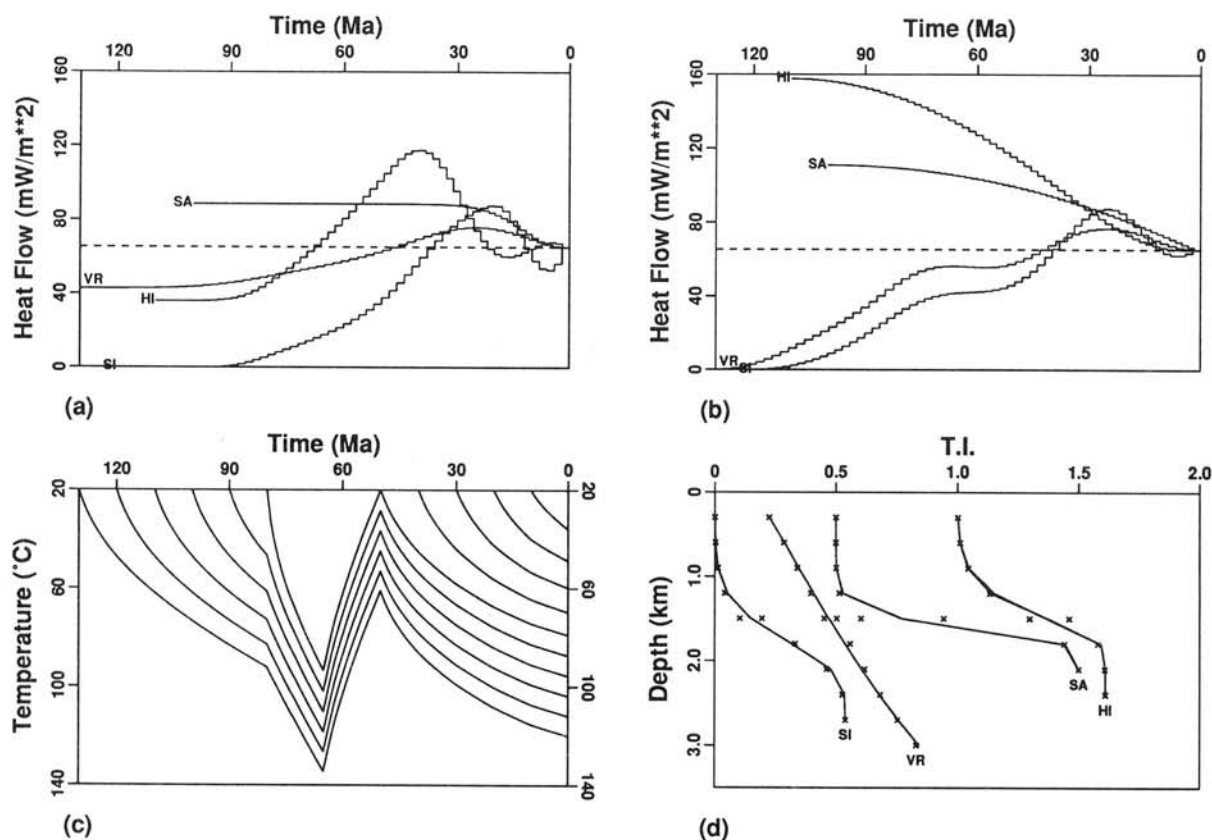 Time (Ma)
120 90 60 30 0
Heat Flow (mW/m**2)
160
120
80
40
0
SA
VR
HI
SI
(a)
Time (Ma)
120 90 60 30 0
Heat Flow (mW/m**2)
160
120
80
40
0
HI
SA
VR
SI
(b)
Time (Ma)
120 90 60 30 0
Temperature (°C)
20
60
100
140
20
60
100
140
(c)
T.I.
0 0.5 1.0 1.5 2.0
Depth (km)
0
1.0
2.0
3.0
SA
HI
SI
VR
(d)